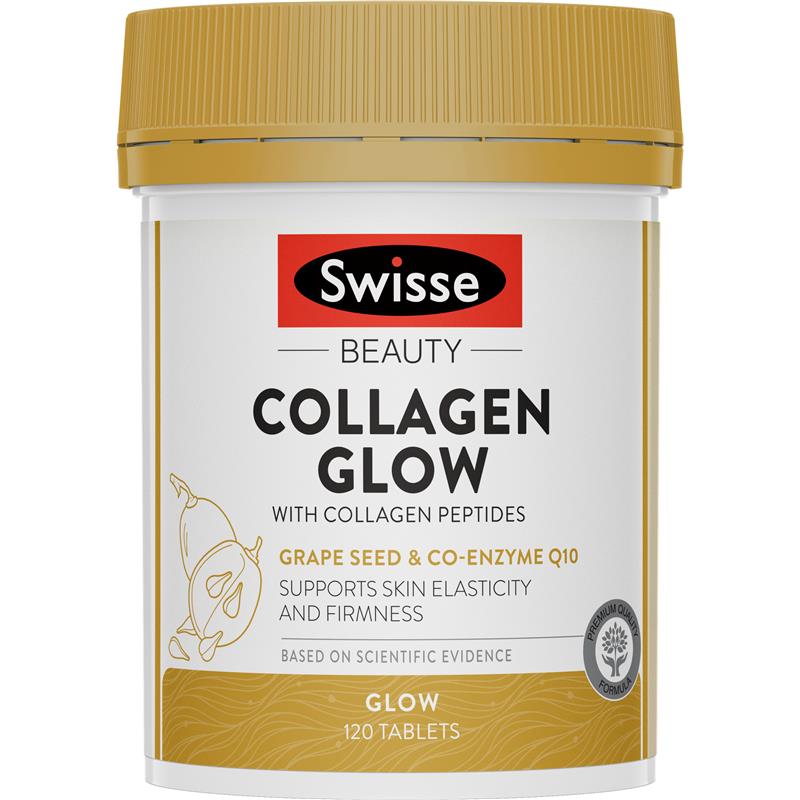 Swisse
BEAUTY
COLLAGEN
GLOW
WITH COLLAGEN PEPTIDES
GRAPE SEED & CO-ENZYME Q10
SUPPORTS SKIN ELASTICITY
AND FIRMNESS
BASED ON SCIENTIFIC EVIDENCE
PREMIUM QUALITY
FORMULA
GLOW
120 TABLETS